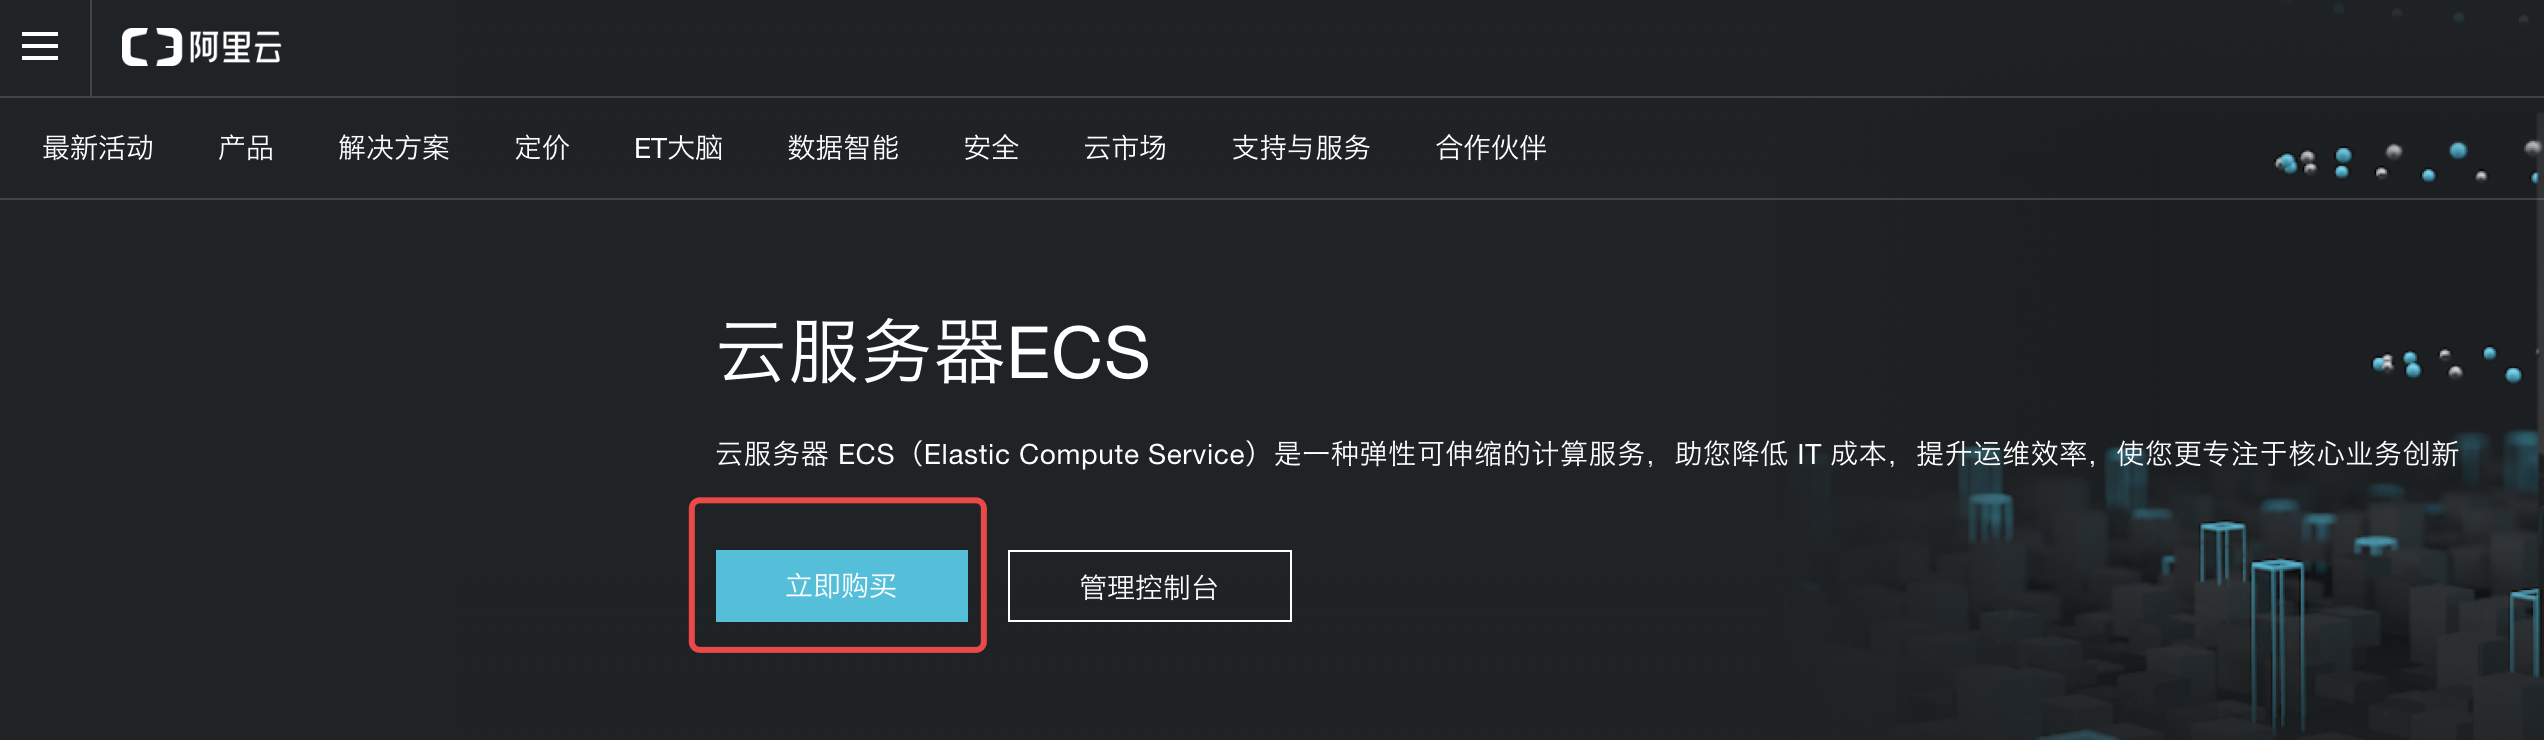 阿里云
最新活动 产品 解决方案 定价 ET大脑 数据智能 安全 云市场 支持与服务 合作伙伴
云服务器ECS
云服务器 ECS（Elastic Compute Service）是一种弹性可伸缩的计算服务，助您降低 IT 成本，提升运维效率，使您更专注于核心业务创新
立即购买 管理控制台